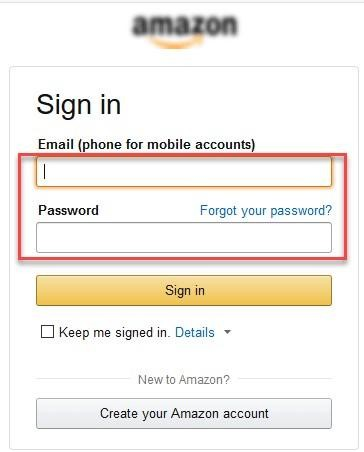 amazon
Sign in
Email (phone for mobile accounts)
Password Forgot your password?
Sign in
Keep me signed in. Details
New to Amazon?
Create your Amazon account